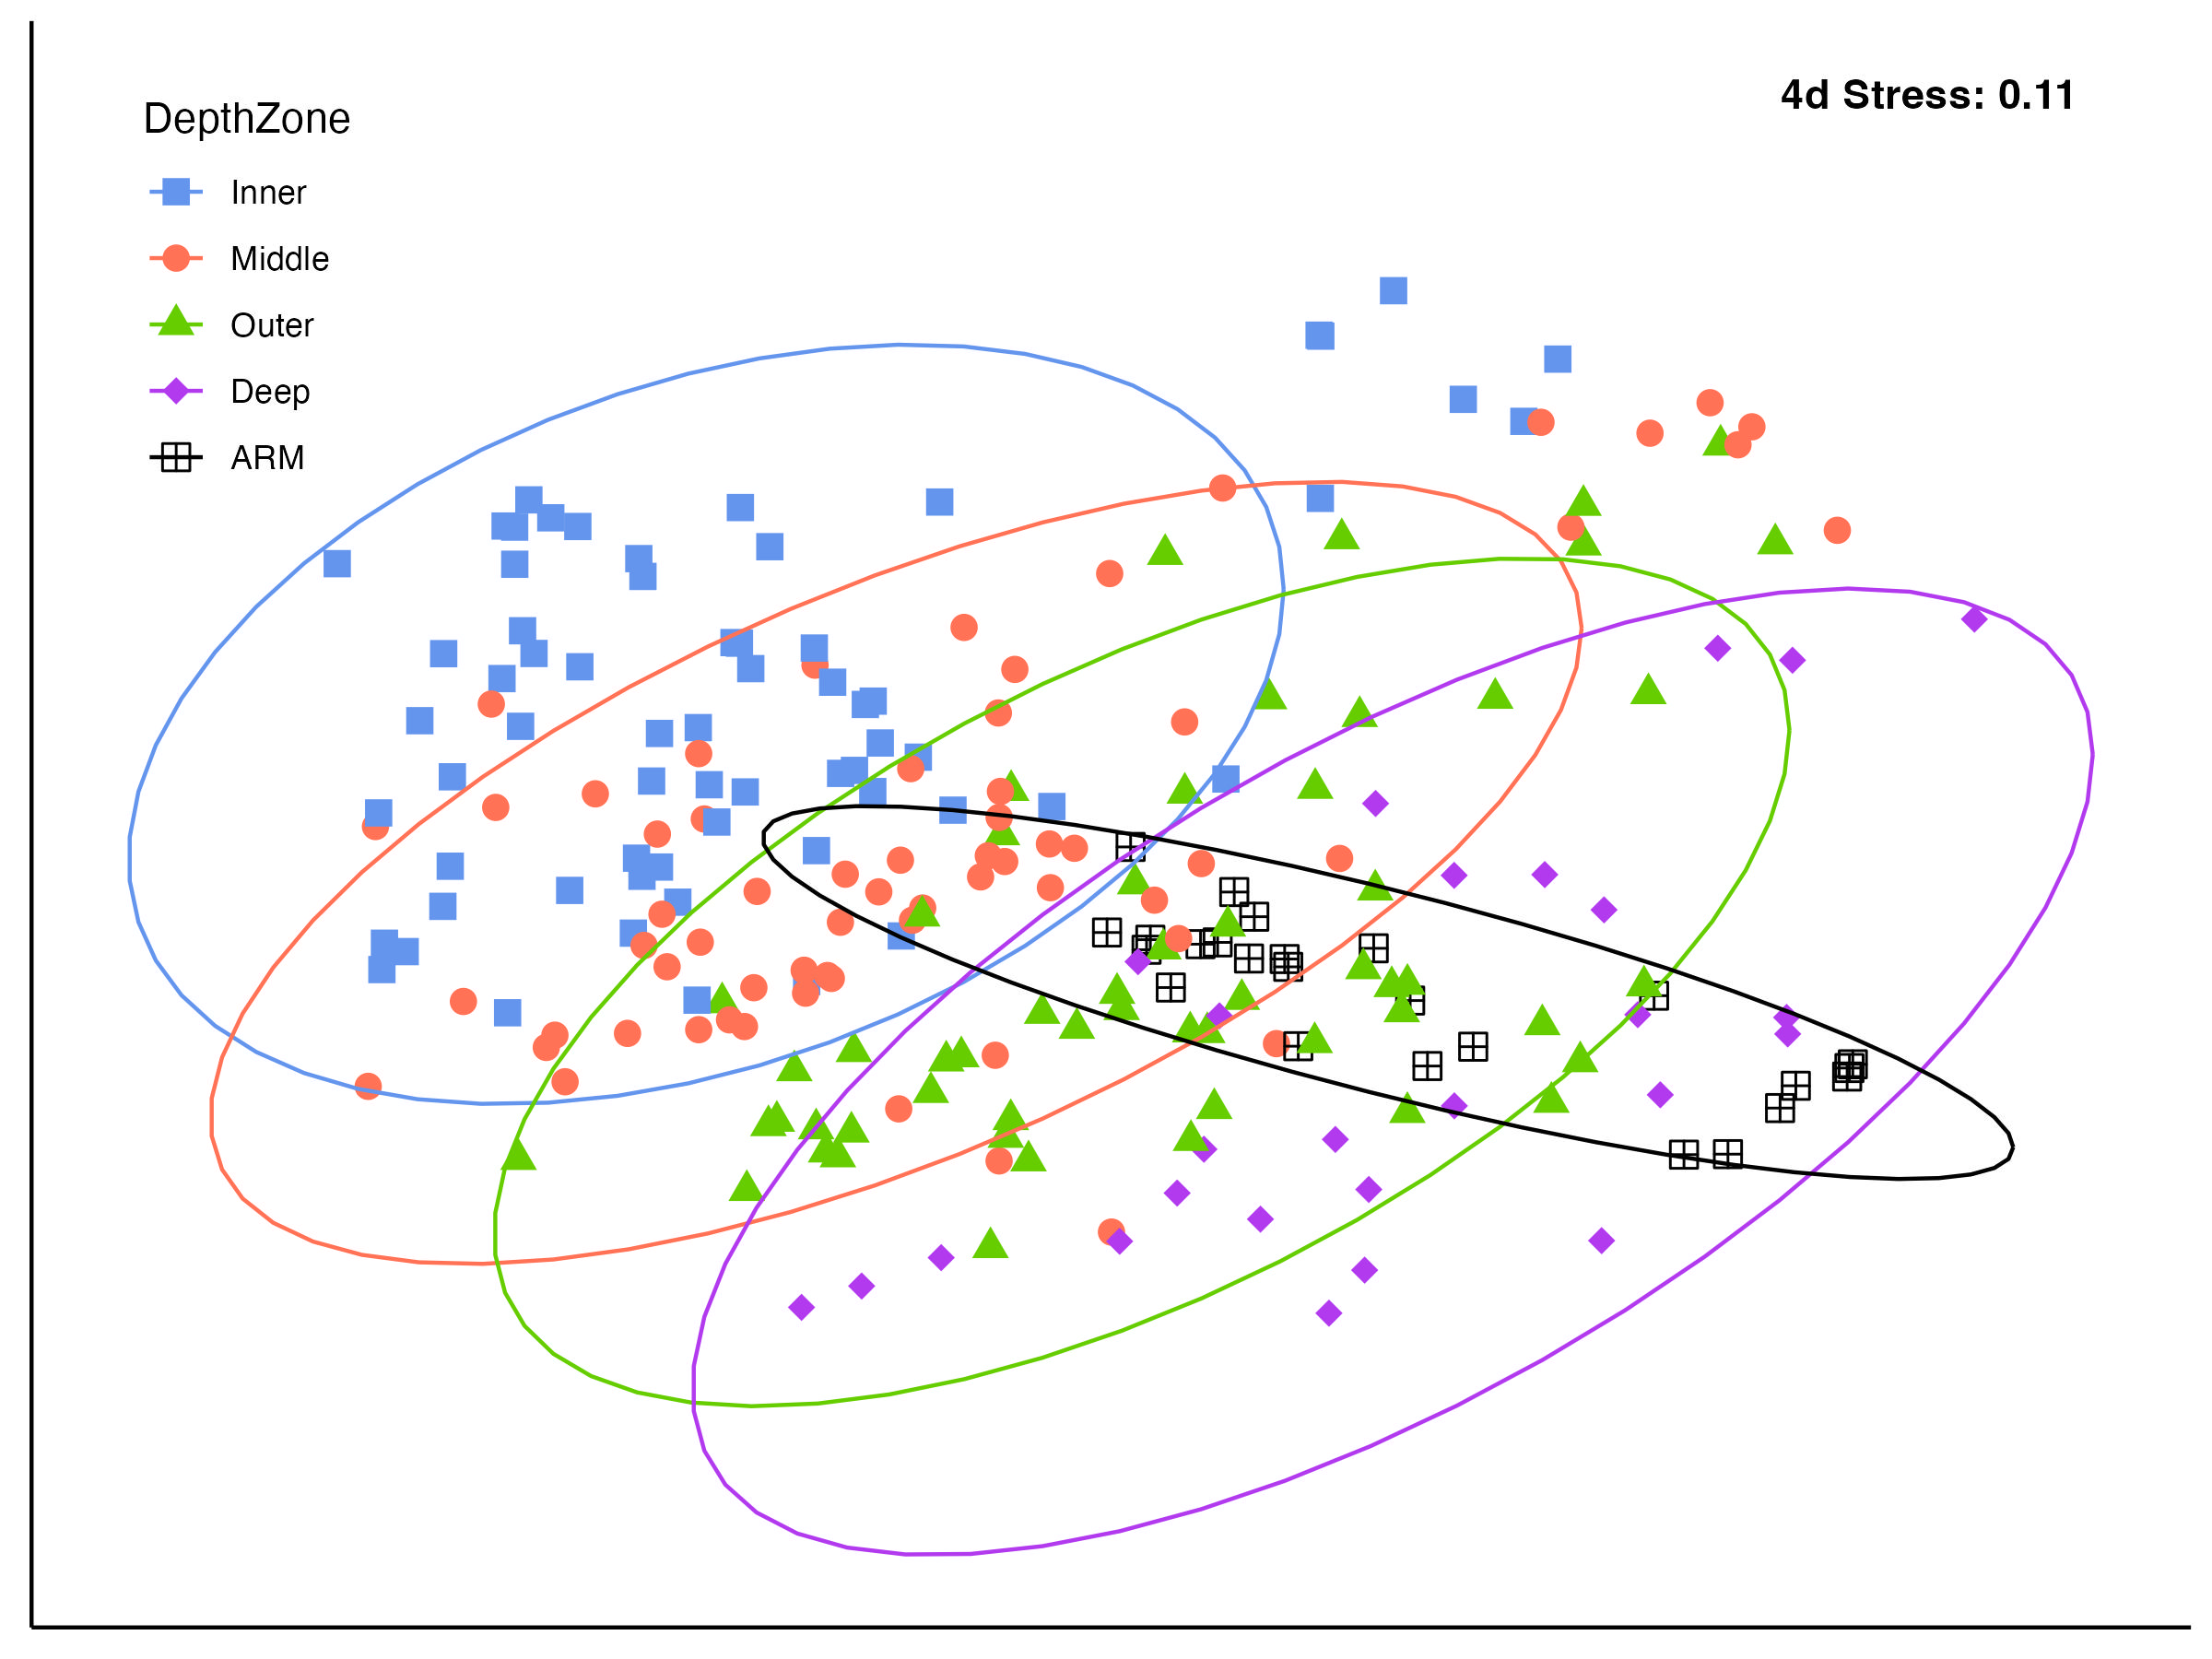 4d Stress: 0.11
DepthZone
Inner
Middle
Outer
Deep
ARM